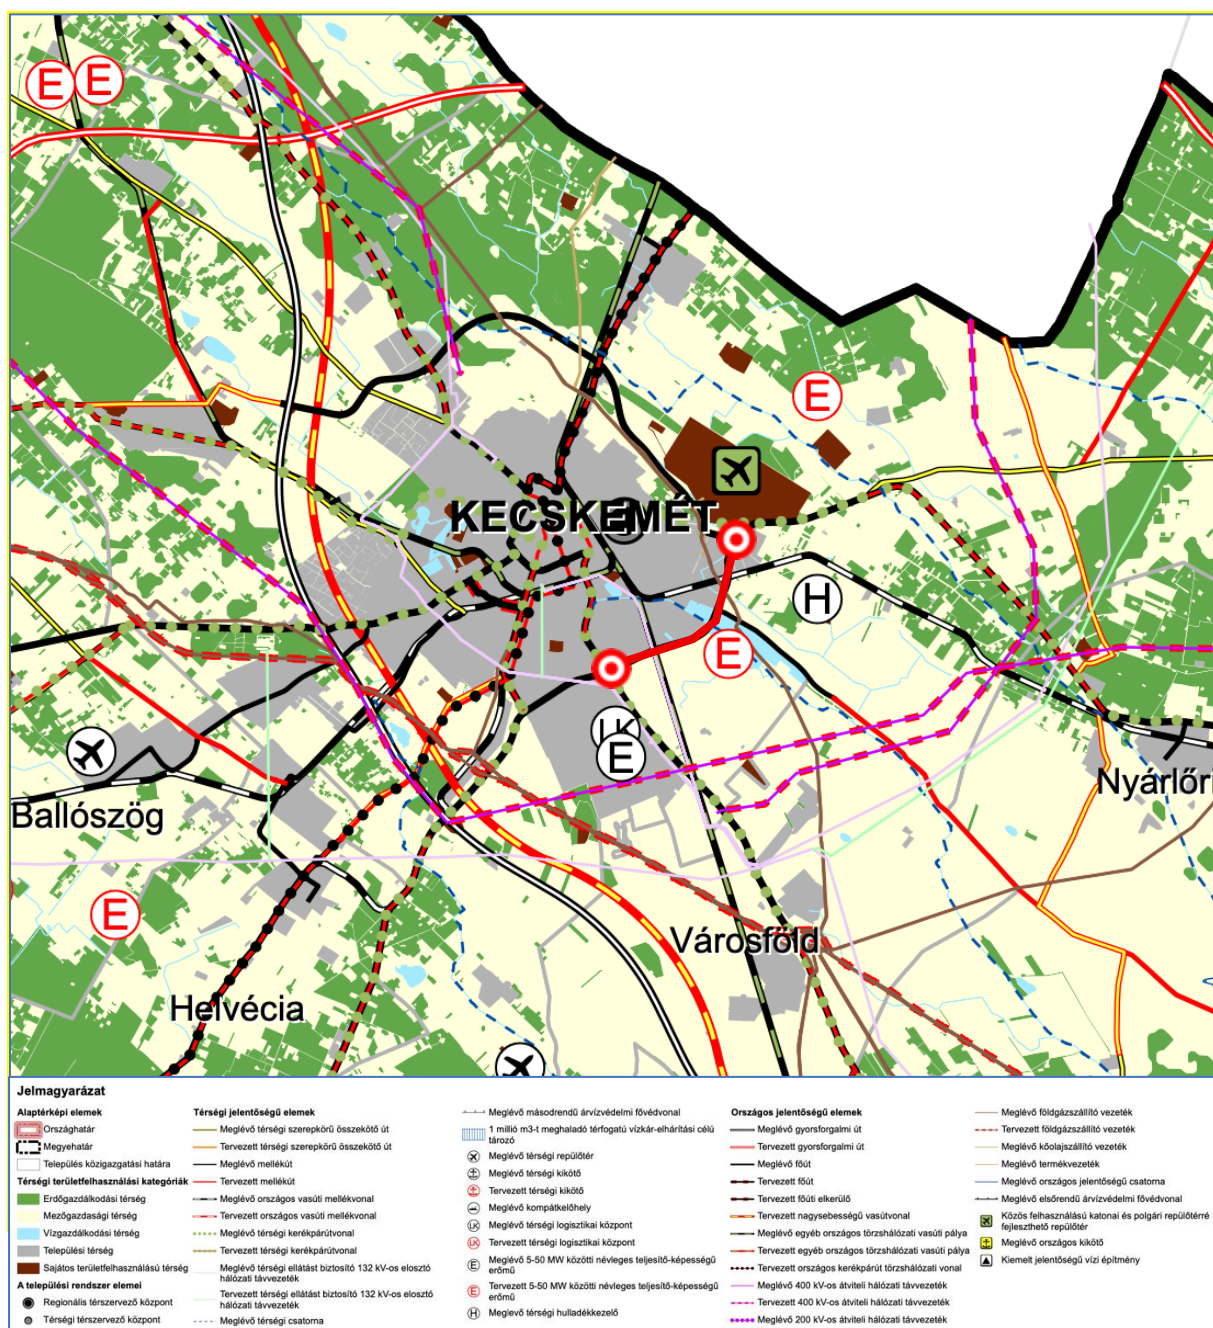 E
E
E
KECSKEMÉT
H
E
LK
E
Ballószög
Nyárlőri
E
Városföld
Helvécia
Jelmagyarázat
Alaptérképi elemek
Országhatár
Megyehatár
Település közigazgatási határa
Térségi területfelhasználási kategóriák
Erdőgazdálkodási térség
Mezőgazdasági térség
Vízgazdálkodási térség
Települési térség
Sajátos területfelhasználású térség
A települési rendszer elemei
Regionális térszervező központ
Térségi térszervező központ
Térségi jelentőségű elemek
Meglévő térségi szerepkörű összekötő út
Tervezett térségi szerepkörű összekötő út
Meglévő mellékút
Tervezett mellékút
Meglévő országos vasúti mellékvonal
Tervezett országos vasúti mellékvonal
Meglévő térségi kerékpárútvonal
Tervezett térségi kerékpárútvonal
Meglévő térségi ellátást biztosító 132 kV-os elosztó
hálózati távvezeték
Tervezett térségi ellátást biztosító 132 kV-os elosztó
hálózati távvezeték
Meglévő térségi csatorna
Meglévő másodrendű árvízvédelmi fővédvonal
1 millió m3-t meghaladó térfogatú vízkár-elhárítási célú
tározó
Meglévő térségi repülőtér
Meglévő térségi kikötő
Tervezett térségi kikötő
Meglévő kompátkelőhely
LK Meglévő térségi logisztikai központ
LK Tervezett térségi logisztikai központ
E Meglévő 5-50 MW közötti névleges teljesítő-képességű
erőmű
E Tervezett 5-50 MW közötti névleges teljesítő-képességű
erőmű
H Meglevő térségi hulladékkezelő
Országos jelentőségű elemek
Meglévő gyorsforgalmi út
Tervezett gyorsforgalmi út
Meglévő főút
Tervezett főút
Tervezett főúti elkerülő
Tervezett nagysebességű vasútvonal
Meglévő egyéb országos törzshálózati vasúti pálya
Tervezett egyéb országos törzshálózati vasúti pálya
Tervezett országos kerékpárút törzshálózati vonal
Meglévő 400 kV-os átviteli hálózati távvezeték
Tervezett 400 kV-os átviteli hálózati távvezeték
Meglévő 200 kV-os átviteli hálózati távvezeték
Meglévő földgázszállító vezeték
Tervezett földgázszállító vezeték
Meglévő kőolajszállító vezeték
Meglévő termékvezeték
Meglévő országos jelentőségű csatorna
Meglévő elsőrendű árvízvédelmi fővédvonal
Közös felhasználású katonai és polgári repülőtérré
fejleszthető repülőtér
Meglévő országos kikötő
Kiemelt jelentőségű vízi építmény